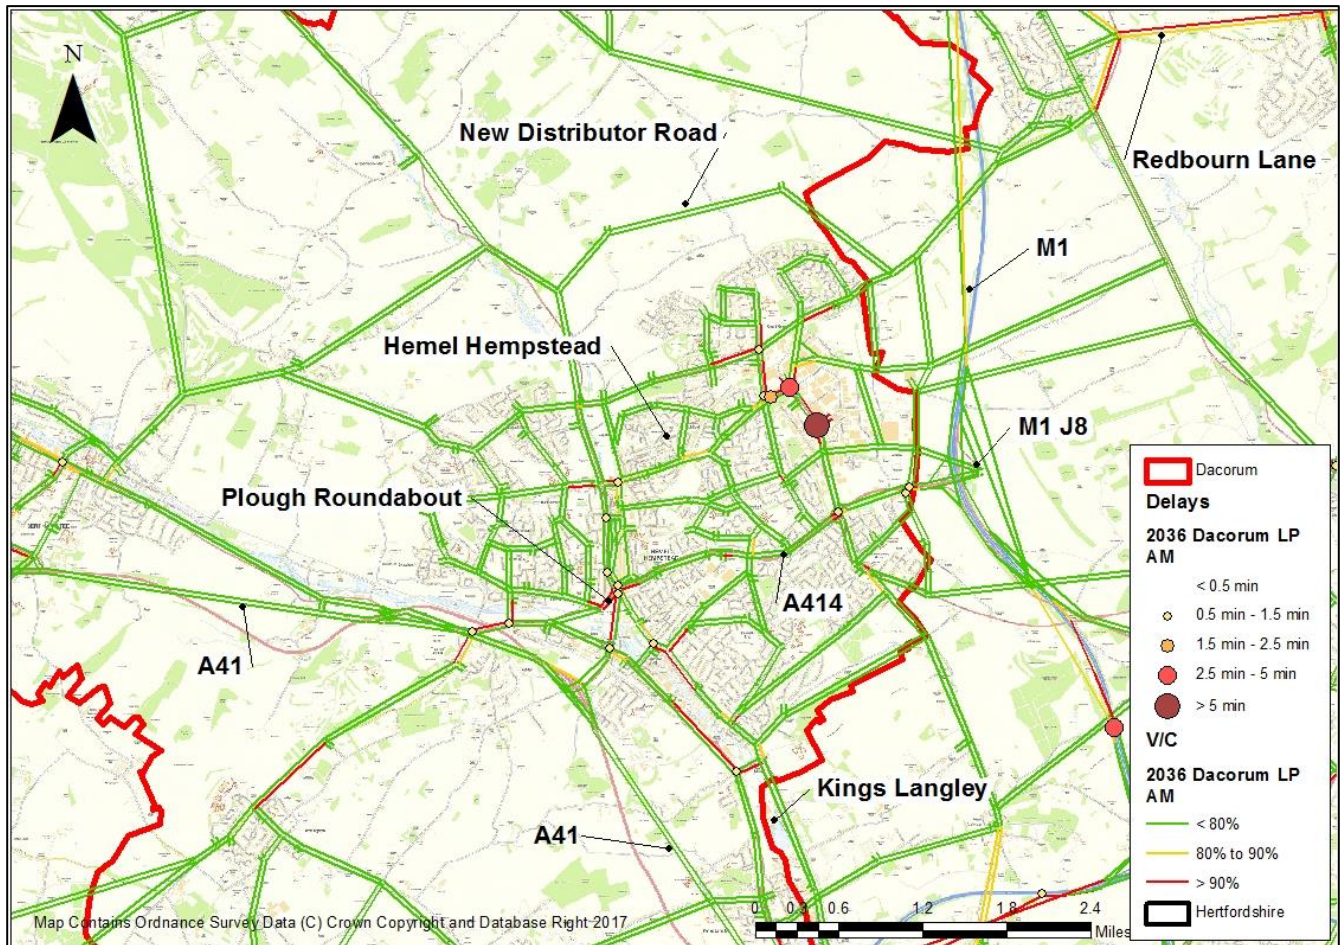 N
New Distributor Road
Redbourn Lane
M1
Hemel Hempstead
M1 J8
Plough Roundabout
HEMEL
HEMPSTEAD
A414
A41
Kings Langley
A41
Dacorum
Delays
2036 Dacorum LP
AM
< 0.5 min
0.5 min - 1.5 min
1.5 min - 2.5 min
2.5 min - 5 min
> 5 min
V/C
2036 Dacorum LP
AM
< 80%
80% to 90%
> 90%
Hertfordshire
0 0.3 0.6 1.2 1.8 2.4
Miles
Map Contains Ordnance Survey Data (C) Crown Copyright and Database Right 2017